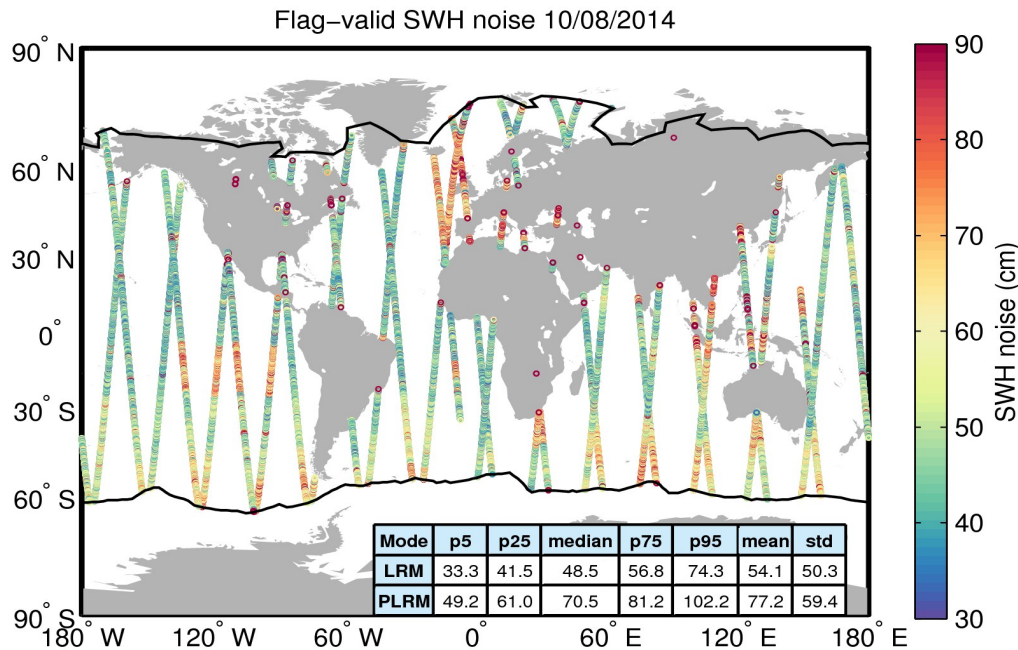 Flag−valid SWH noise 10/08/2014
90° N
60° N
30° N
0°
30° S
60° S
90° S
180° W
120° W
60° W
0°
60° E
120° E
180° E
Mode p5 p25 median p75 p95 mean std
LRM 33.3 41.5 48.5 56.8 74.3 54.1 50.3
PLRM 49.2 61.0 70.5 81.2 102.2 77.2 59.4
90
80
70
60
50
40
30
SWH noise (cm)